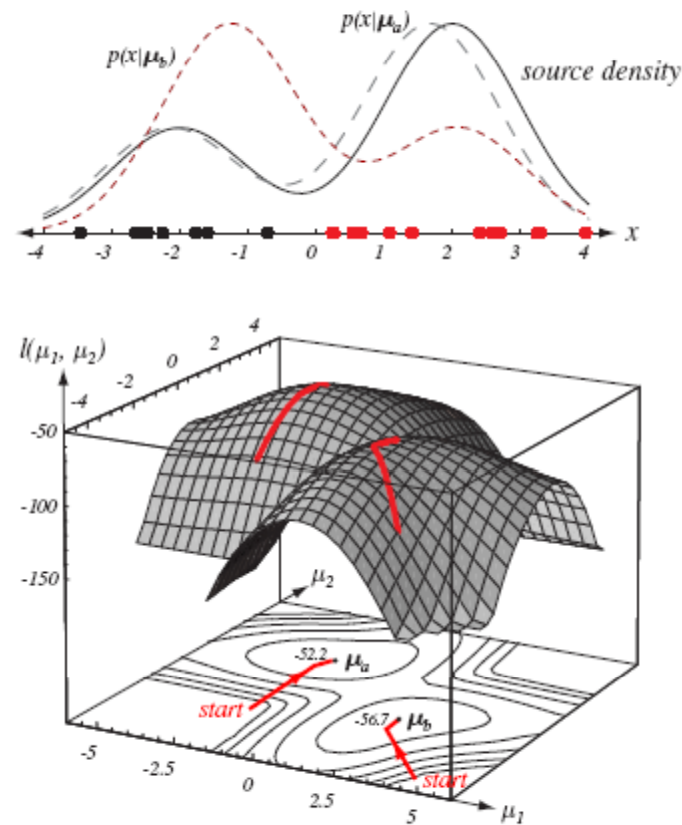 p(x|μₐ)
p(x|μ_b)
source density
-4 -3 -2 -1 0 1 2 3 4 x
l(μ₁, μ₂)
-4 -2 0 2 4
-50
-100
-150
μ₂
-52.2 μₐ
start
-56.7 μ_b
start
-5 -2.5 0 2.5 5 μ₁